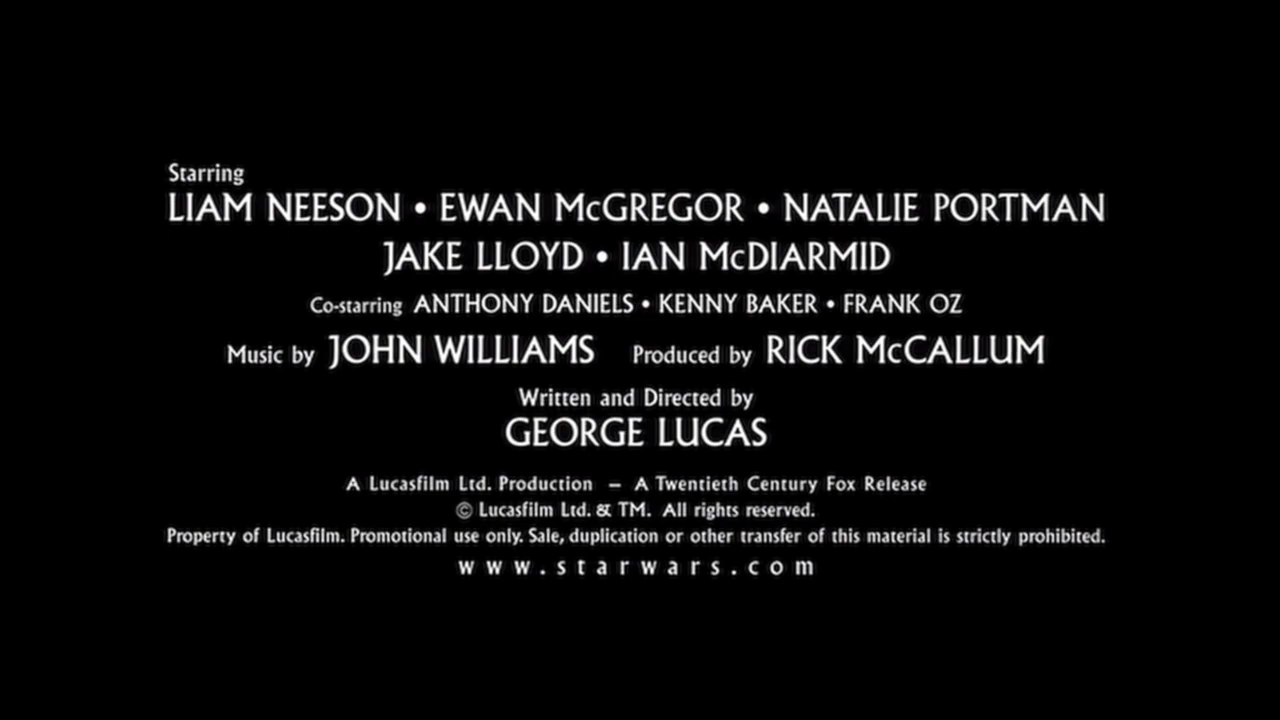 Starring
LIAM NEESON • EWAN McGREGOR • NATALIE PORTMAN
JAKE LLOYD • IAN McDIARMID
Co-starring ANTHONY DANIELS • KENNY BAKER • FRANK OZ
Music by JOHN WILLIAMS Produced by RICK McCALLUM
Written and Directed by
GEORGE LUCAS
A Lucasfilm Ltd. Production – A Twentieth Century Fox Release
© Lucasfilm Ltd. & TM. All rights reserved.
Property of Lucasfilm. Promotional use only. Sale, duplication or other transfer of this material is strictly prohibited.
www.starwars.com